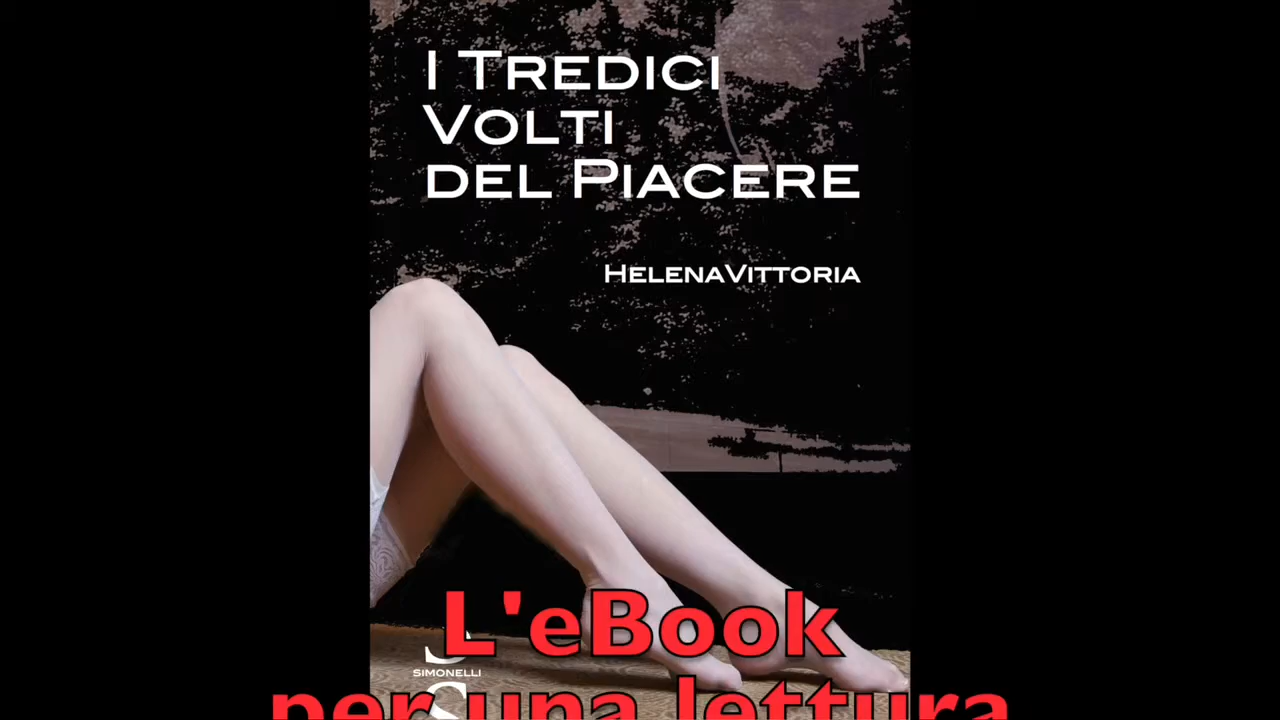 I TREDICI
VOLTI
DEL PIACERE
HELENAVITTORIA
L'eBook
SIMONELLI
per una lettura